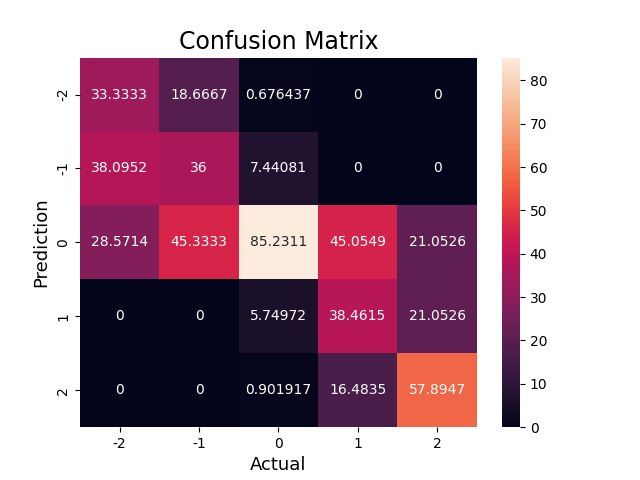 Confusion Matrix
-2 33.3333 18.6667 0.676437 0 0
-1 38.0952 36 7.44081 0 0
0 28.5714 45.3333 85.2311 45.0549 21.0526
1 0 0 5.74972 38.4615 21.0526
2 0 0 0.901917 16.4835 57.8947
-2 -1 0 1 2
Prediction
Actual
80
70
60
50
40
30
20
10
0